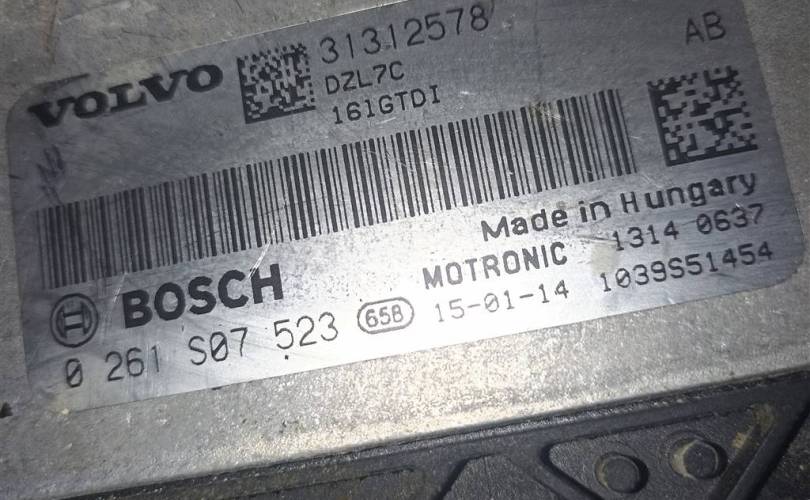 VOLVO
31312578
DZL7C
161GTDI
AB
Made in Hungary
BOSCH
MOTRONIC 1314 0637
0 261 S07 523 65B 15-01-14 1039S51454